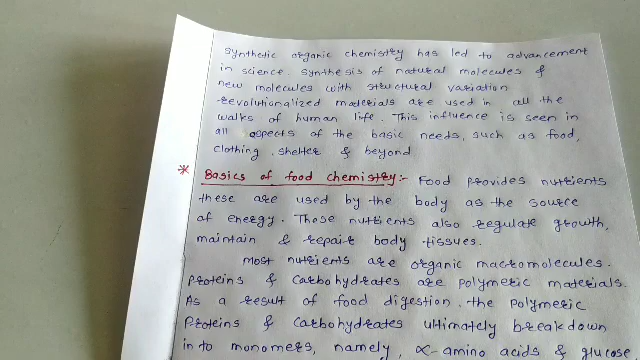 Synthetic organic chemistry has led to advancement
in science. Synthesis of natural molecules &
new molecules with structural variation
revolutionalized materials are used in all the
walks of human life. This influence is seen in
all aspects of the basic needs, such as food,
clothing, shelter & beyond
* Basics of food chemistry:- Food provides nutrients
these are used by the body as the source
of energy. These nutrients also regulate growth,
maintain & repair body tissues.
Most nutrients are organic macromolecules.
Proteins & carbohydrates are polymeric materials.
As a result of food digestion, the polymeric
Proteins & carbohydrates ultimately breakdown
in to monomers, namely, α-amino acids & glucose